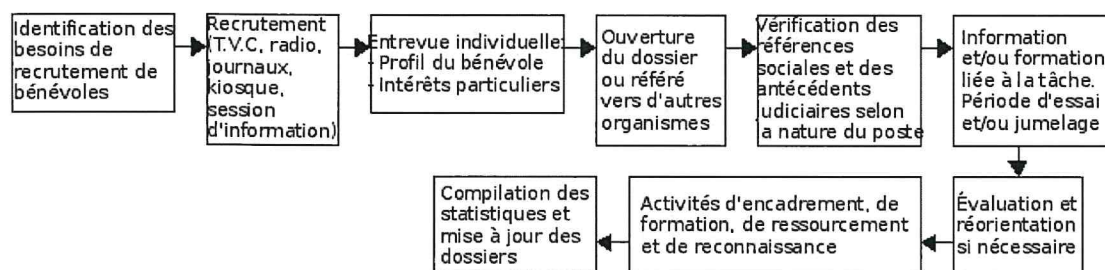 Identification des
besoins de
recrutement de
bénévoles
Recrutement
(T.V.C, radio,
journaux,
kiosque,
session
d'information)
Entrevue individuelle:
- Profil du bénévole
- Intérêts particuliers
Ouverture
du dossier
ou référé
vers d'autres
organismes
Vérification des
références
sociales et des
antécédents
judiciaires selon
la nature du poste
Information
et/ou formation
liée à la tâche.
Période d'essai
et/ou jumelage
Évaluation et
réorientation
si nécessaire
Activités d'encadrement, de
formation, de ressourcement
et de reconnaissance
Compilation des
statistiques et
mise à jour des
dossiers